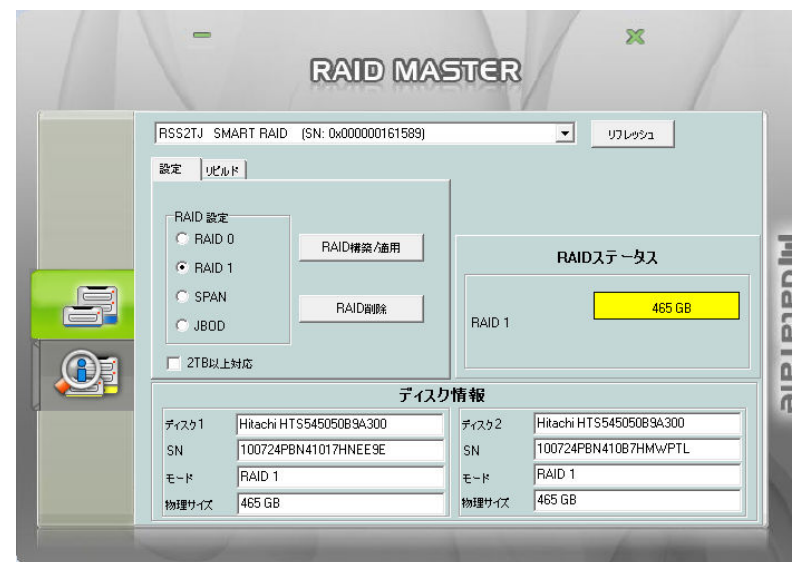 RAID MASTER
RSS2TJ SMART RAID (SN: 0x000000161589)
リフレッシュ
設定
リビルド
RAID 設定
RAID 0
RAID 1
SPAN
JBOD
RAID構築/適用
RAID削除
2TB以上対応
RAIDステータス
RAID 1
465 GB
ディスク情報
ディスク1
Hitachi HTS545050B9A300
SN
100724PBN41017HNEE9E
モード
RAID 1
物理サイズ
465 GB
ディスク2
Hitachi HTS545050B9A300
SN
100724PBN410B7HMWPTL
モード
RAID 1
物理サイズ
465 GB